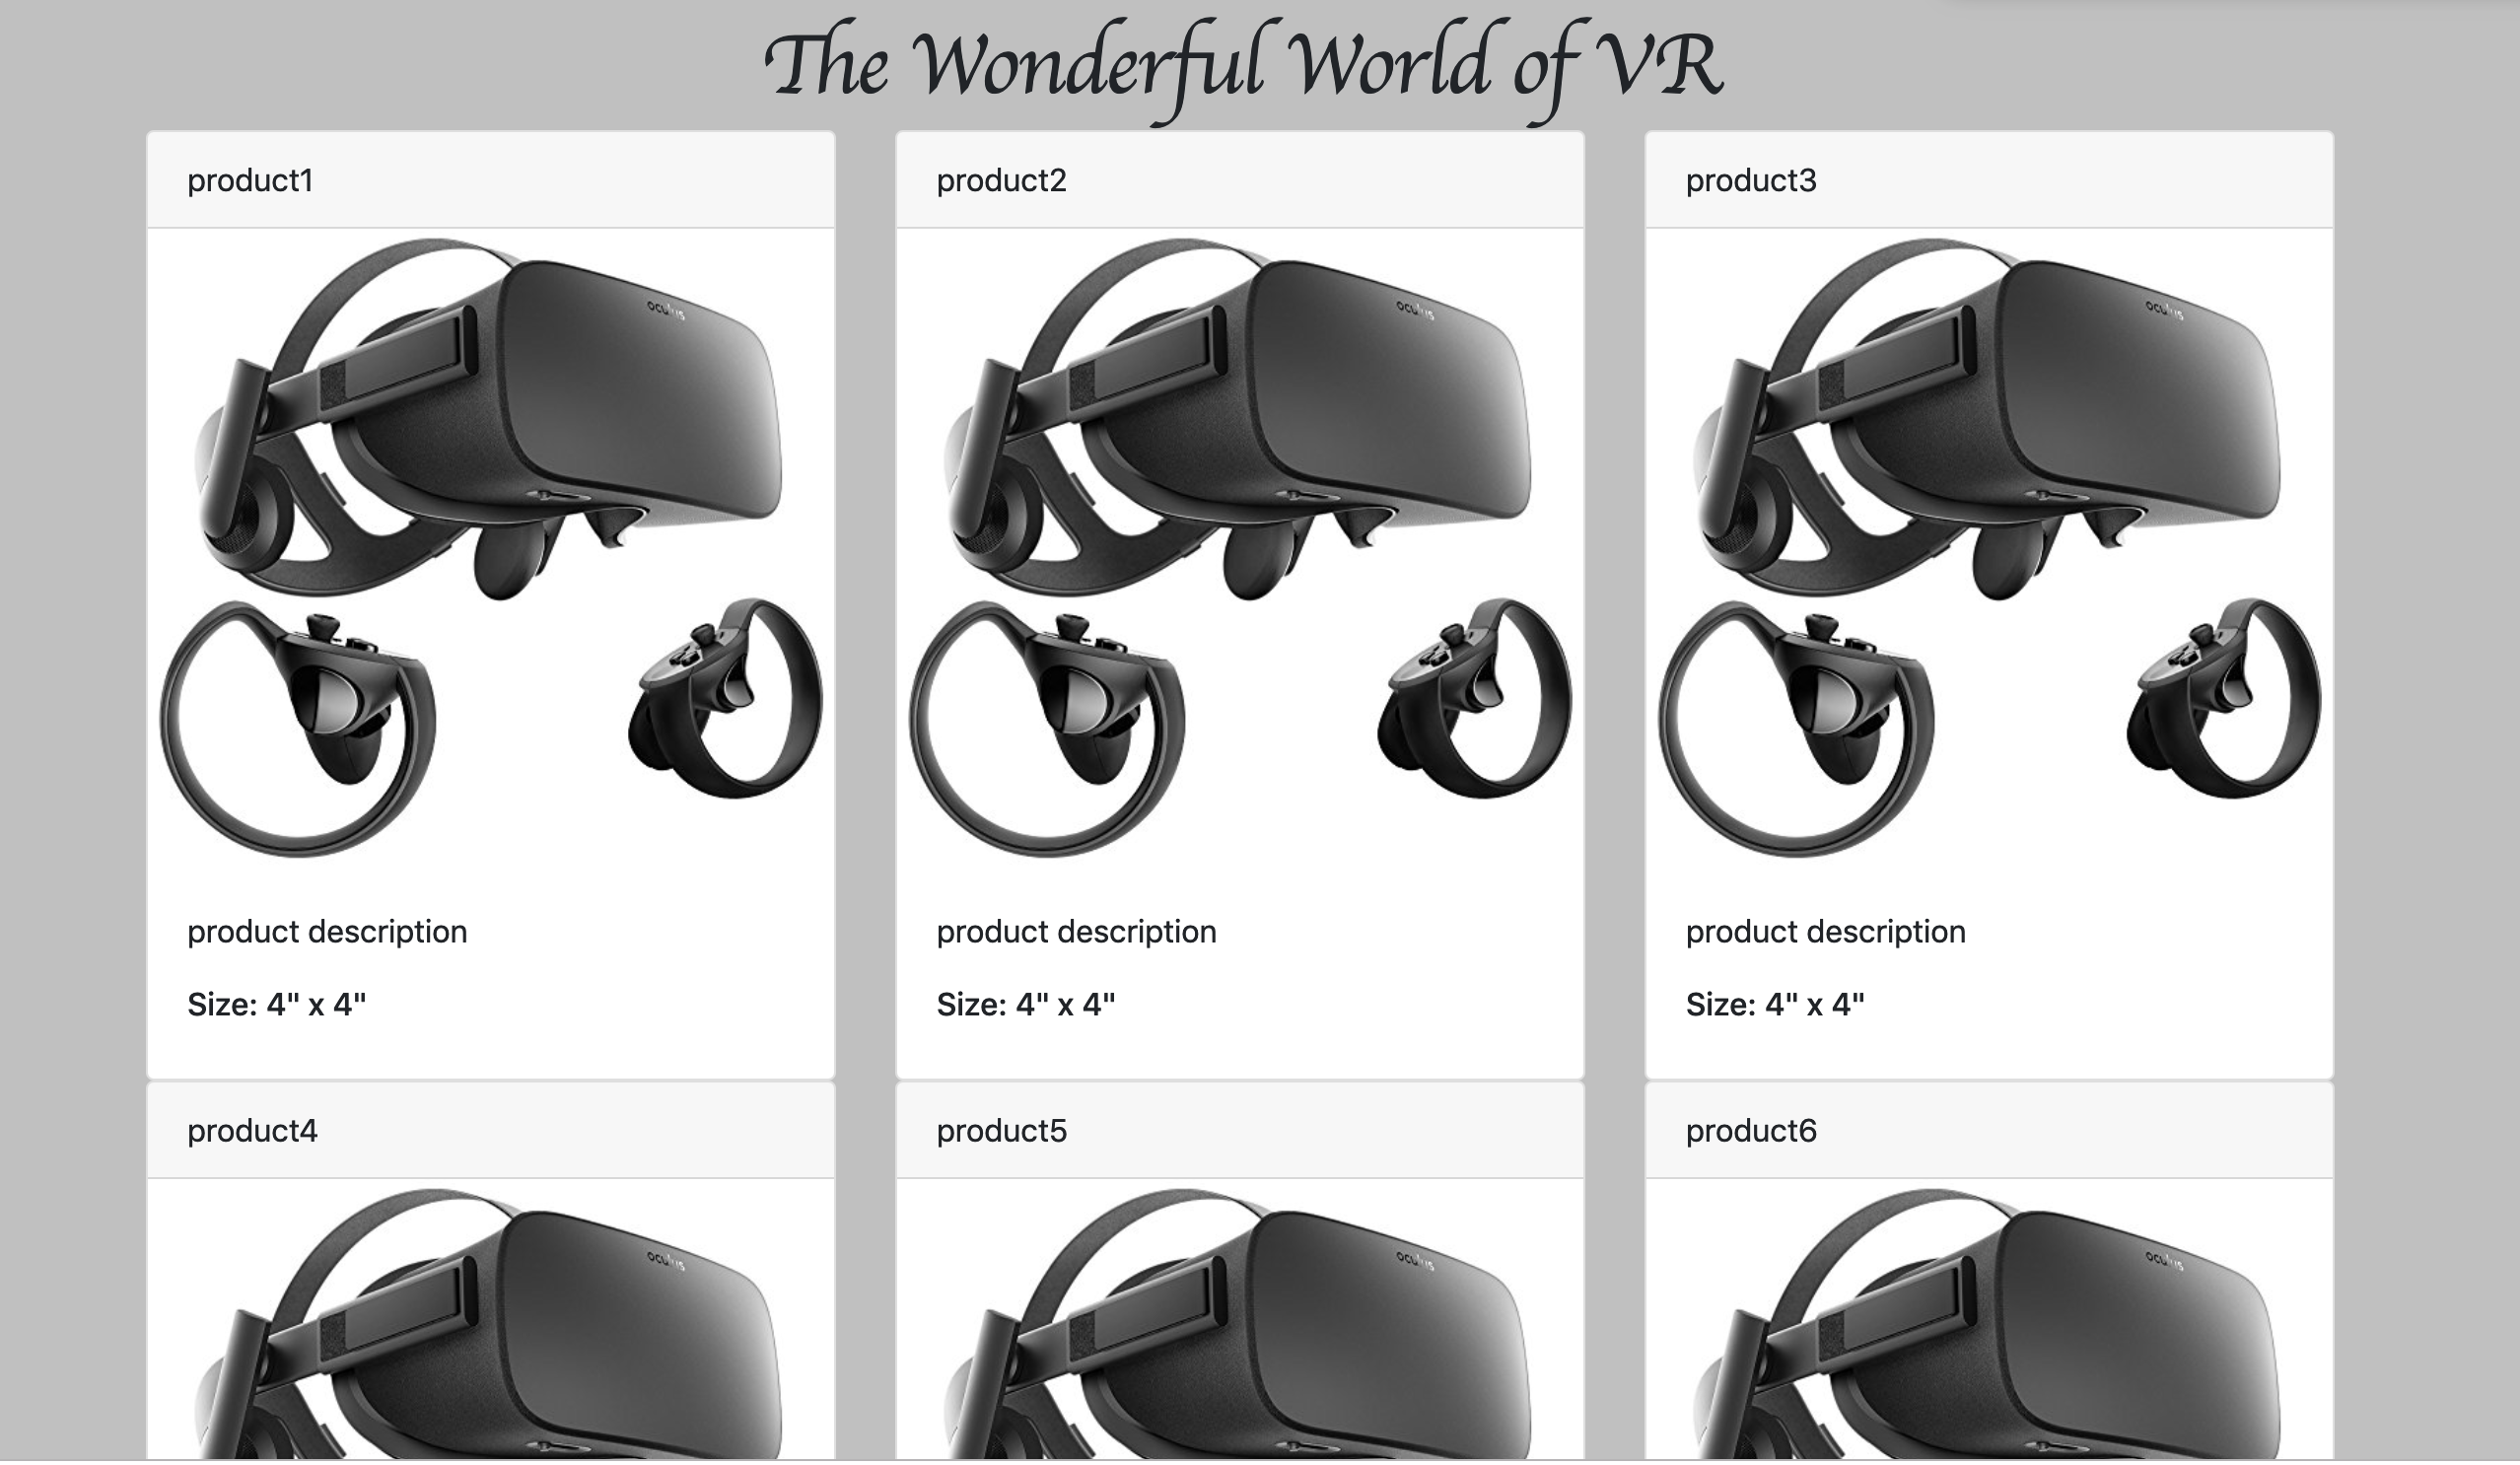 The Wonderful World of VR
product1
product2
product3
oculus
oculus
oculus
product description
product description
product description
Size: 4" x 4"
Size: 4" x 4"
Size: 4" x 4"
product4
product5
product6
oculus
oculus
oculus